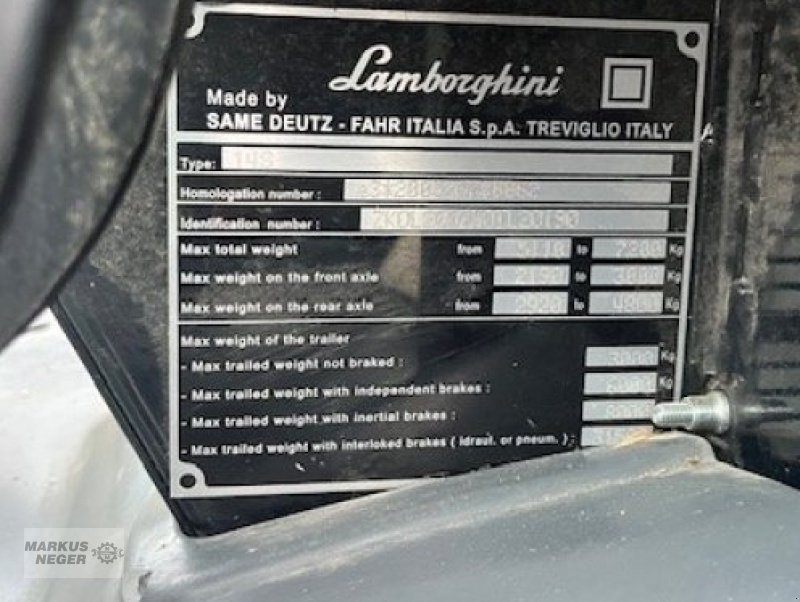 Lamborghini
Made by
SAME DEUTZ - FAHR ITALIA S.p.A. TREVIGLIO ITALY
Type:
Homologation number :
Identification number :
Max total weight from 5110 to 7200 Kg
Max weight on the front axle from to Kg
Max weight on the rear axle from 2920 to Kg
Max weight of the trailer
- Max trailed weight not braked : Kg
- Max trailed weight with independent brakes : Kg
- Max trailed weight with inertial brakes :
- Max trailed weight with interloked brakes ( Idraul. or pneum. ) :
MARKUS
NEGER